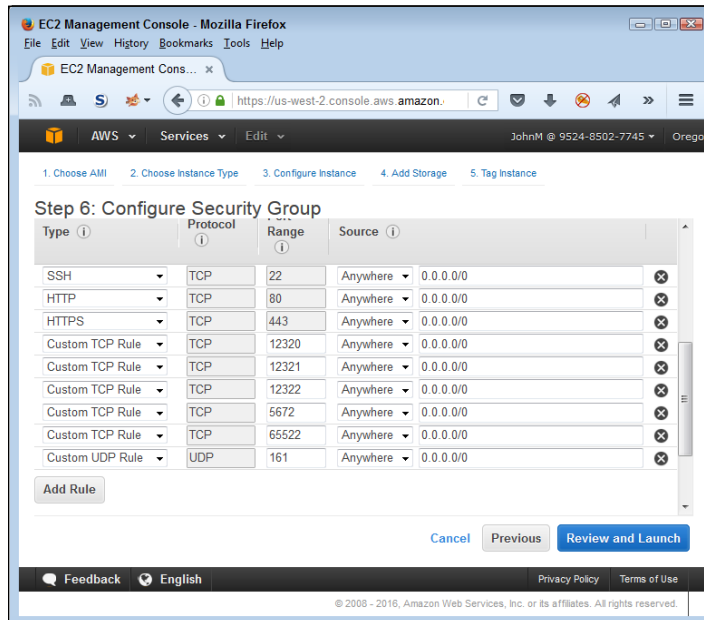 EC2 Management Console - Mozilla Firefox
File Edit View History Bookmarks Tools Help
EC2 Management Cons... ×
https://us-west-2.console.aws.amazon.
AWS Services Edit JohnM @ 9524-8502-7745 Orego
1. Choose AMI 2. Choose Instance Type 3. Configure Instance 4. Add Storage 5. Tag Instance
Step 6: Configure Security Group
Type Protocol Port Range Source
SSH TCP 22 Anywhere 0.0.0.0/0
HTTP TCP 80 Anywhere 0.0.0.0/0
HTTPS TCP 443 Anywhere 0.0.0.0/0
Custom TCP Rule TCP 12320 Anywhere 0.0.0.0/0
Custom TCP Rule TCP 12321 Anywhere 0.0.0.0/0
Custom TCP Rule TCP 12322 Anywhere 0.0.0.0/0
Custom TCP Rule TCP 5672 Anywhere 0.0.0.0/0
Custom TCP Rule TCP 65522 Anywhere 0.0.0.0/0
Custom UDP Rule UDP 161 Anywhere 0.0.0.0/0
Add Rule
Cancel Previous Review and Launch
Feedback English Privacy Policy Terms of Use
© 2008 - 2016, Amazon Web Services, Inc. or its affiliates. All rights reserved.